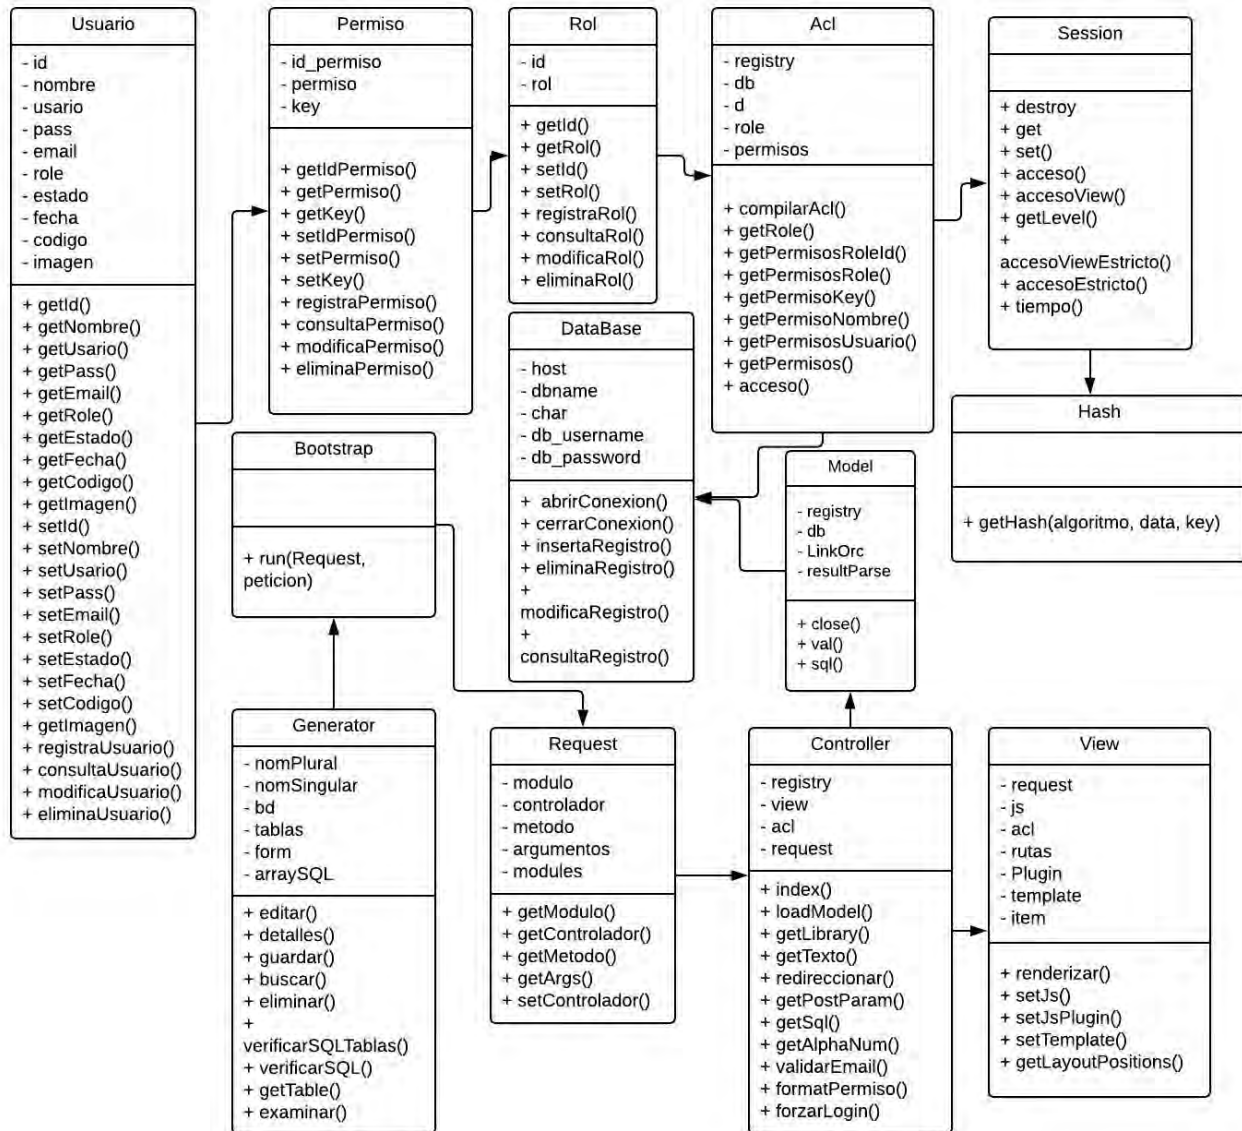 Usuario
- id
- nombre
- usario
- pass
- email
- role
- estado
- fecha
- codigo
- imagen
+ getId()
+ getNombre()
+ getUsario()
+ getPass()
+ getEmail()
+ getRole()
+ getEstado()
+ getFecha()
+ getCodigo()
+ getImagen()
+ setId()
+ setNombre()
+ setUsario()
+ setPass()
+ setEmail()
+ setRole()
+ setEstado()
+ setFecha()
+ setCodigo()
+ getImagen()
+ registraUsuario()
+ consultaUsuario()
+ modificaUsuario()
+ eliminaUsuario()
Permiso
- id_permiso
- permiso
- key
+ getIdPermiso()
+ getPermiso()
+ getKey()
+ setIdPermiso()
+ setPermiso()
+ setKey()
+ registraPermiso()
+ consultaPermiso()
+ modificaPermiso()
+ eliminaPermiso()
Rol
- id
- rol
+ getId()
+ getRol()
+ setId()
+ setRol()
+ registraRol()
+ consultaRol()
+ modificaRol()
+ eliminaRol()
Acl
- registry
- db
- d
- role
- permisos
+ compilarAcl()
+ getRole()
+ getPermisosRoleId()
+ getPermisosRole()
+ getPermisoKey()
+ getPermisoNombre()
+ getPermisosUsuario()
+ getPermisos()
+ acceso()
Session
+ destroy
+ get
+ set()
+ acceso()
+ accesoView()
+ getLevel()
+
accesoViewEstricto()
+ accesoEstricto()
+ tiempo()
DataBase
- host
- dbname
- char
- db_username
- db_password
+ abrirConexion()
+ cerrarConexion()
+ insertaRegistro()
+ eliminaRegistro()
+
modificaRegistro()
+
consultaRegistro()
Hash
+ getHash(algoritmo, data, key)
Bootstrap
+ run(Request,
peticion)
Model
- registry
- db
- LinkOrc
- resultParse
+ close()
+ val()
+ sql()
Generator
- nomPlural
- nomSingular
- bd
- tablas
- form
- arraySQL
+ editar()
+ detalles()
+ guardar()
+ buscar()
+ eliminar()
+
verificarSQLTablas()
+ verificarSQL()
+ getTable()
+ examinar()
Request
- modulo
- controlador
- metodo
- argumentos
- modules
+ getModulo()
+ getControlador()
+ getMetodo()
+ getArgs()
+ setControlador()
Controller
- registry
- view
- acl
- request
+ index()
+ loadModel()
+ getLibrary()
+ getTexto()
+ redireccionar()
+ getPostParam()
+ getSql()
+ getAlphaNum()
+ validarEmail()
+ formatPermiso()
+ forzarLogin()
View
- request
- js
- acl
- rutas
- Plugin
- template
- item
+ renderizar()
+ setJs()
+ setJsPlugin()
+ setTemplate()
+ getLayoutPositions()